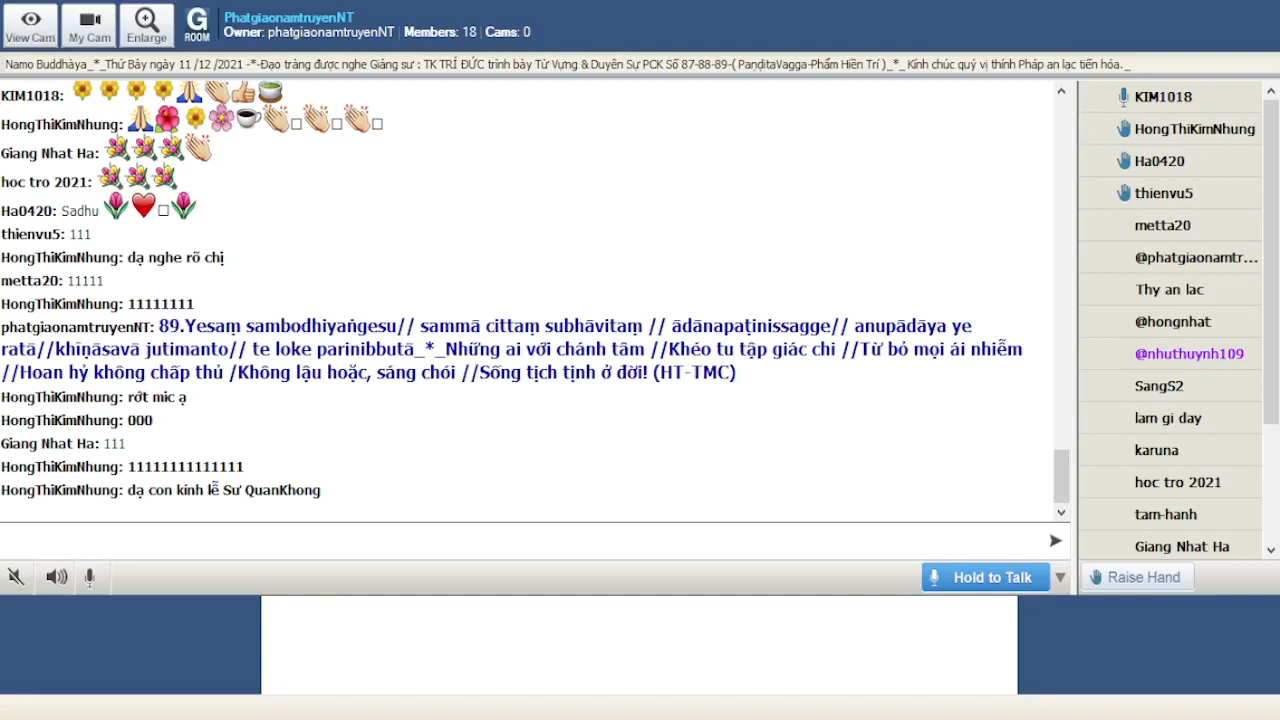 View Cam
My Cam
Enlarge
G
ROOM
PhatgiaonamtruyenNT
Owner: phatgiaonamtruyenNT | Members: 18 | Cams: 0
Namo Buddhàya_*_Thứ Bảy ngày 11 /12 /2021 -*-Đạo tràng được nghe Giảng sư : TK TRÍ ĐỨC trình bày Từ Vựng & Duyên Sự PCK Số 87-88-89-( PaṇḍitaVagga-Phẩm Hiền Trí )_*_ Kính chúc quý vị thính Pháp an lạc tiến hóa._
KIM1018:
HongThiKimNhung:
Giang Nhat Ha:
hoc tro 2021:
Ha0420: Sadhu
thienvu5: 111
HongThiKimNhung: dạ nghe rõ chị
metta20: 11111
HongThiKimNhung: 11111111
phatgiaonamtruyenNT: 89.Yesaṃ sambodhiyaṅgesu// sammā cittaṃ subhāvitaṃ // ādānapaṭinissagge// anupādāya ye
ratā//khīṇāsavā jutimanto// te loke parinibbutā_*_Những ai với chánh tâm //Khéo tu tập giác chi //Từ bỏ mọi ái nhiễm
//Hoan hỷ không chấp thủ /Không lậu hoặc, sáng chói //Sống tịch tịnh ở đời! (HT-TMC)
HongThiKimNhung: rớt mic ạ
HongThiKimNhung: 000
Giang Nhat Ha: 111
HongThiKimNhung: 11111111111111
HongThiKimNhung: dạ con kính lễ Sư QuanKhong
KIM1018
HongThiKimNhung
Ha0420
thienvu5
metta20
@phatgiaonamtr...
Thy an lac
@hongnhat
@nhuthuynh109
SangS2
lam gi day
karuna
hoc tro 2021
tam-hanh
Giang Nhat Ha
Hold to Talk
Raise Hand